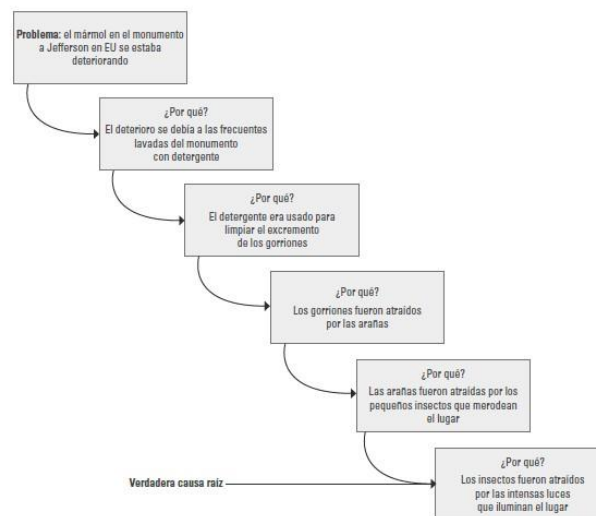 Problema: el mármol en el monumento
a Jefferson en EU se estaba
deteriorando
¿Por qué?
El deterioro se debía a las frecuentes
lavadas del monumento
con detergente
¿Por qué?
El detergente era usado para
limpiar el excremento
de los gorriones
¿Por qué?
Los gorriones fueron atraídos
por las arañas
¿Por qué?
Las arañas fueron atraídas por los
pequeños insectos que merodean
el lugar
¿Por qué?
Los insectos fueron atraídos
por las intensas luces
que iluminan el lugar
Verdadera causa raíz